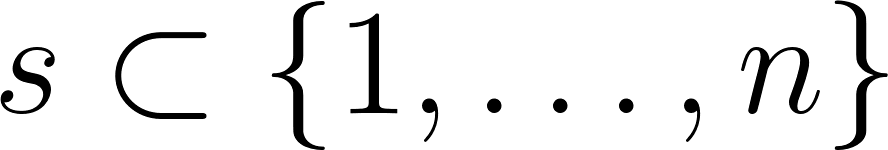 s ⊂ {1, . . . , n}